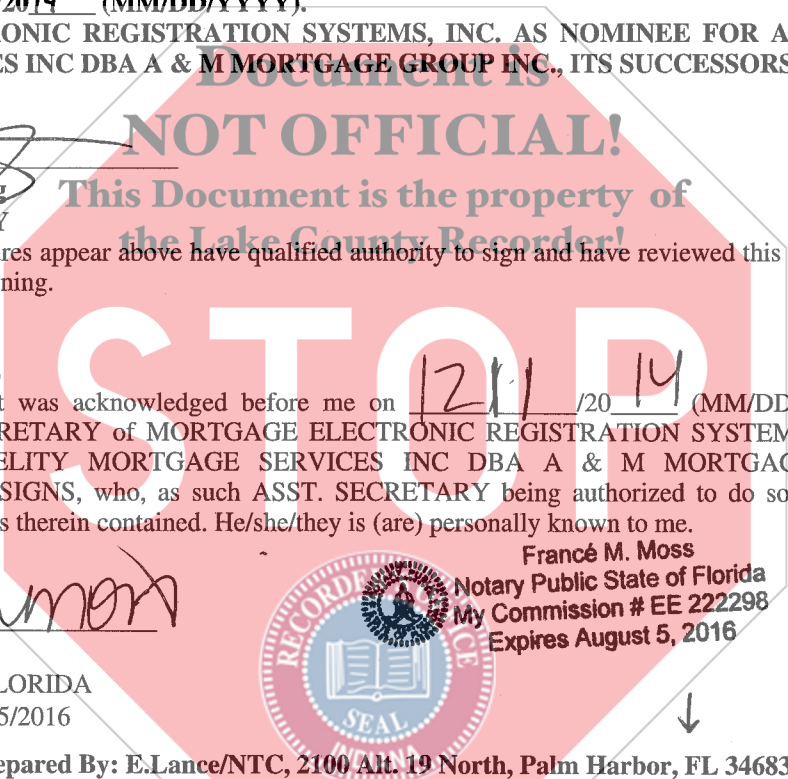 /2014 (MM/DD/YYYY).
RONIC REGISTRATION SYSTEMS, INC. AS NOMINEE FOR A
ES INC DBA A & M MORTGAGE GROUP INC., ITS SUCCESSORS
Document is
NOT OFFICIAL!
This Document is the property of
the Lake County Recorder!
res appear above have qualified authority to sign and have reviewed this
ning.
STOP
t was acknowledged before me on 12/1/2014 (MM/DD
RETARY of MORTGAGE ELECTRONIC REGISTRATION SYSTEM
ELITY MORTGAGE SERVICES INC DBA A & M MORTGAG
SIGNS, who, as such ASST. SECRETARY being authorized to do so
s therein contained. He/she/they is (are) personally known to me.
Francé M. Moss
Notary Public State of Florida
My Commission # EE 222298
Expires August 5, 2016
RECORDER'S OFFICE
SEAL
INDIANA
LORIDA
5/2016
epared By: E.Lance/NTC, 2100 Alt. 19 North, Palm Harbor, FL 34683